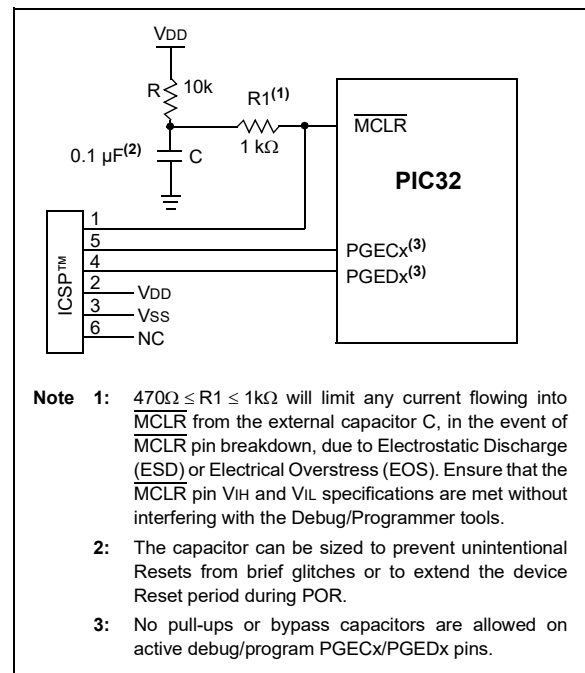 VDD
R 10k
R1(1)
1 kΩ
0.1 µF(2)
C
MCLR
PIC32
PGECx(3)
PGEDx(3)
ICSP™
1
5
4
2
VDD
3
VSS
6
NC
Note 1: 470Ω ≤ R1 ≤ 1kΩ will limit any current flowing into
MCLR from the external capacitor C, in the event of
MCLR pin breakdown, due to Electrostatic Discharge
(ESD) or Electrical Overstress (EOS). Ensure that the
MCLR pin VIH and VIL specifications are met without
interfering with the Debug/Programmer tools.
2: The capacitor can be sized to prevent unintentional
Resets from brief glitches or to extend the device
Reset period during POR.
3: No pull-ups or bypass capacitors are allowed on
active debug/program PGECx/PGEDx pins.